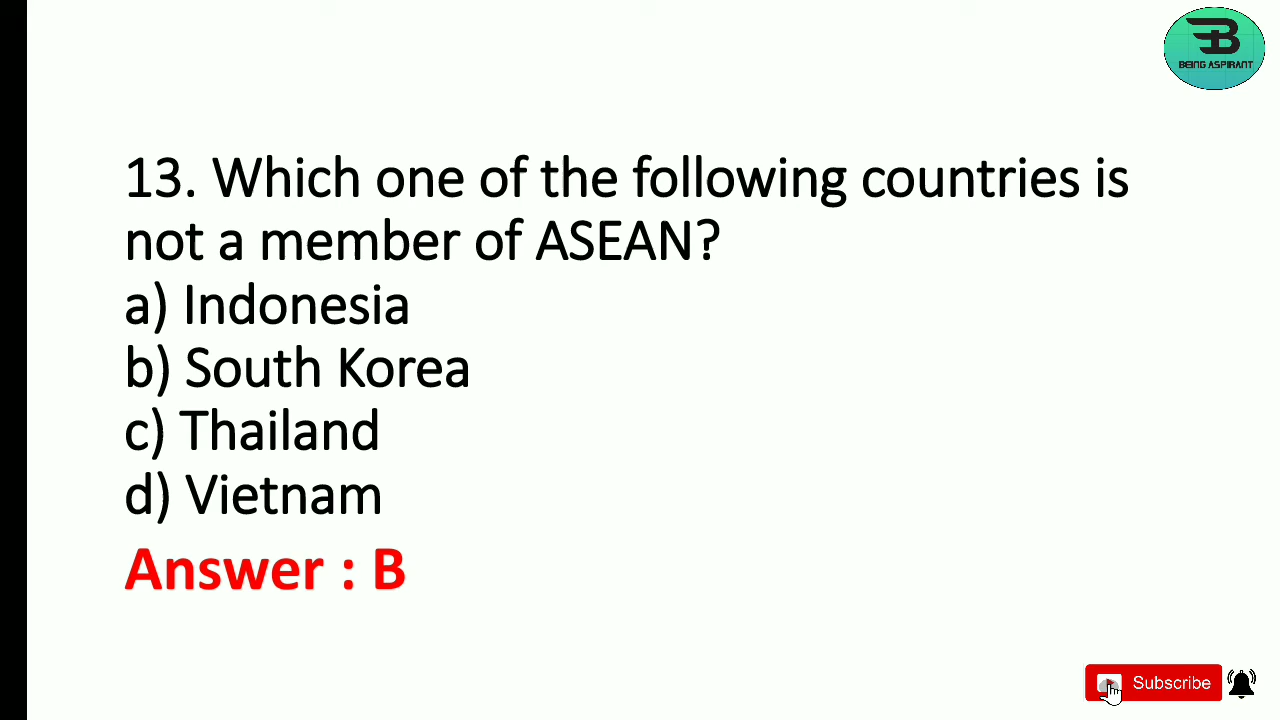 BEING ASPIRANT
13. Which one of the following countries is
not a member of ASEAN?
a) Indonesia
b) South Korea
c) Thailand
d) Vietnam
Answer : B
Subscribe